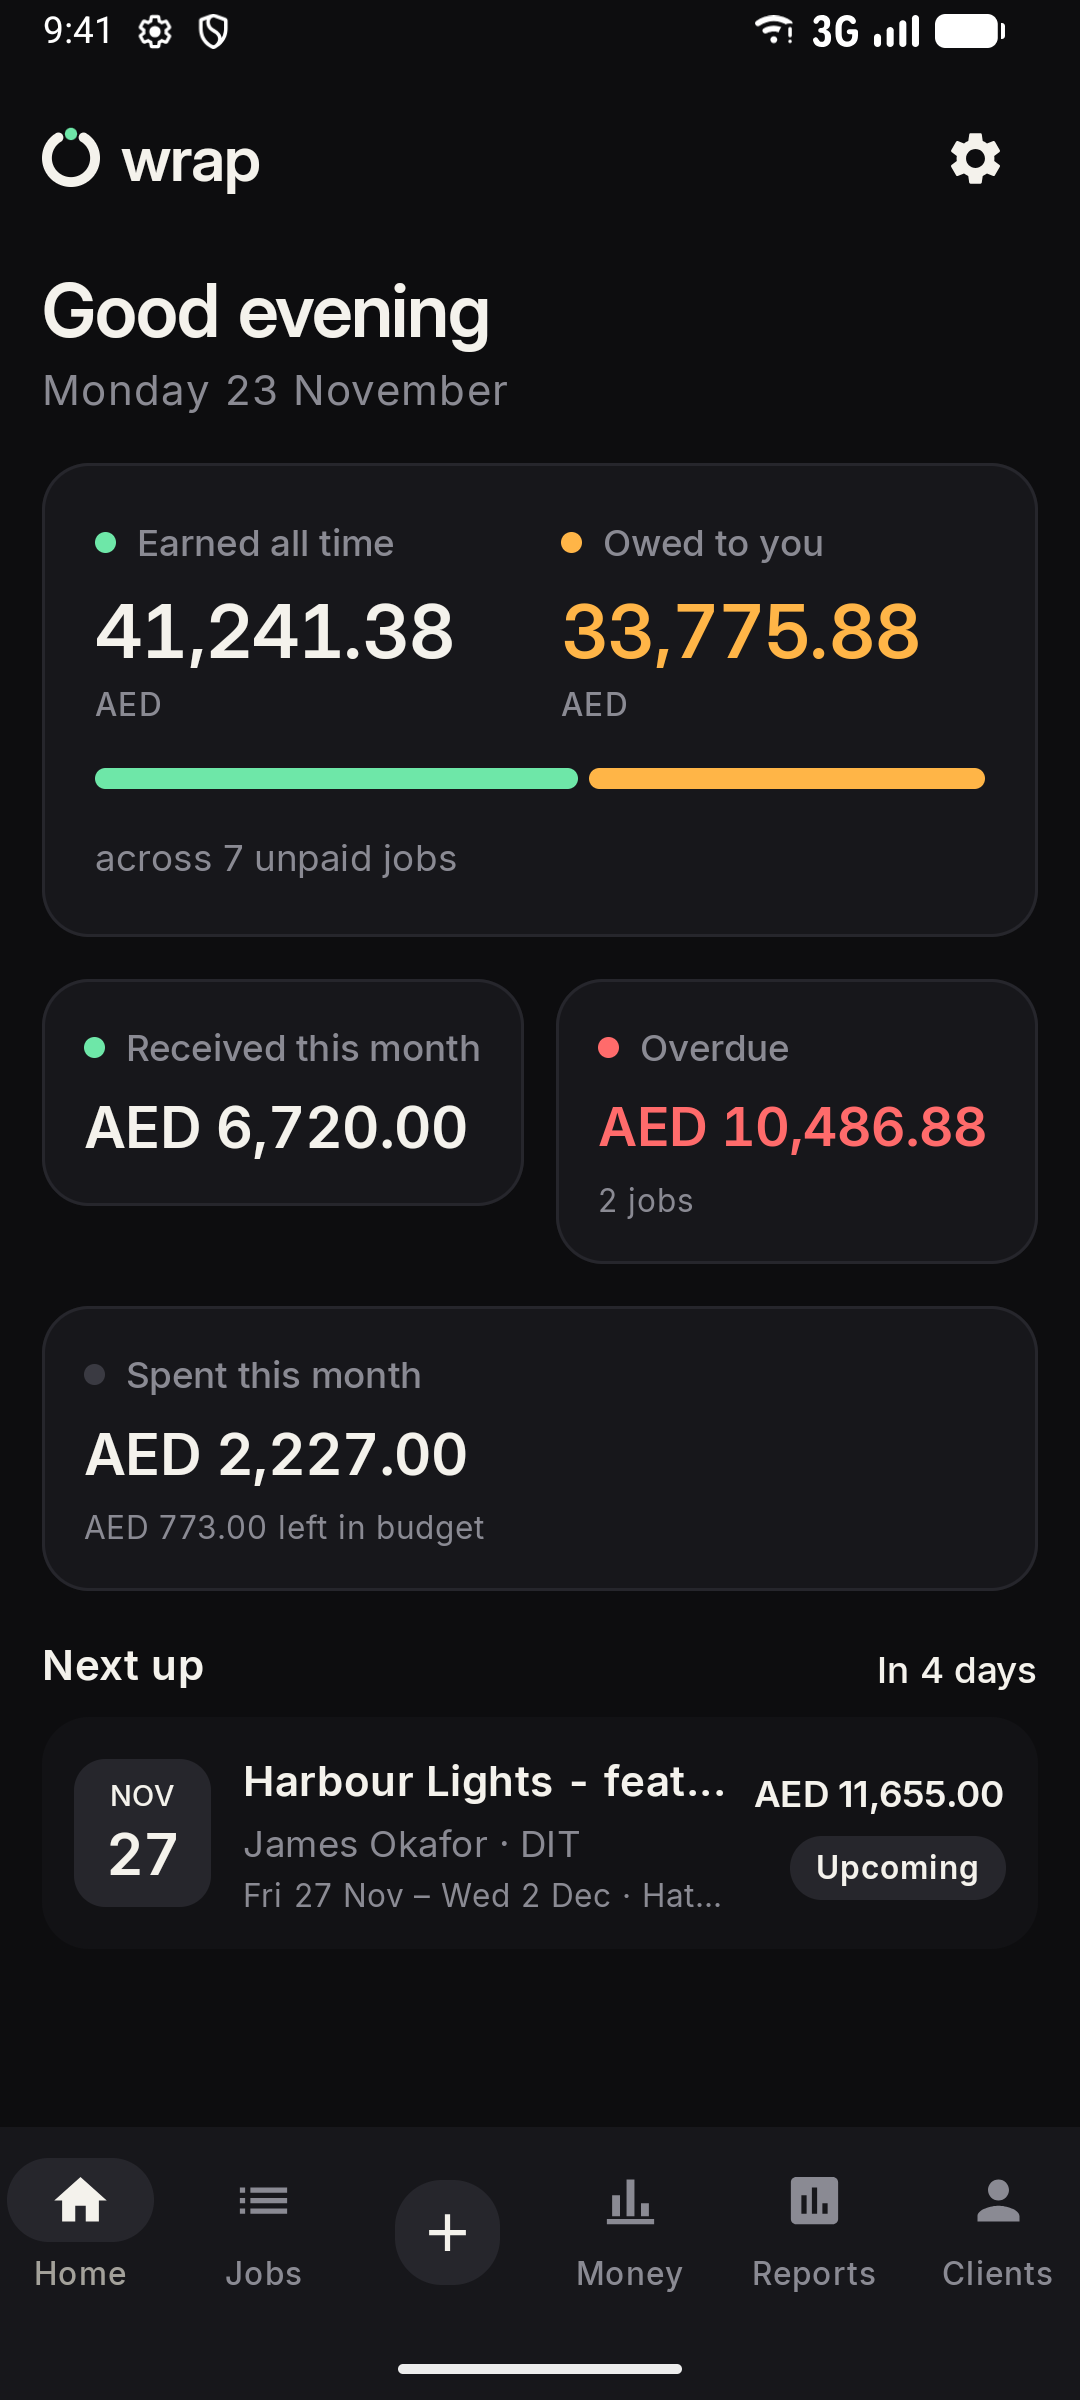 9:41
3G
wrap
Good evening
Monday 23 November
Earned all time
41,241.38
AED
Owed to you
33,775.88
AED
across 7 unpaid jobs
Received this month
AED 6,720.00
Overdue
AED 10,486.88
2 jobs
Spent this month
AED 2,227.00
AED 773.00 left in budget
Next up
In 4 days
NOV
27
Harbour Lights - feat...
James Okafor · DIT
Fri 27 Nov – Wed 2 Dec · Hat...
AED 11,655.00
Upcoming
Home
Jobs
Money
Reports
Clients